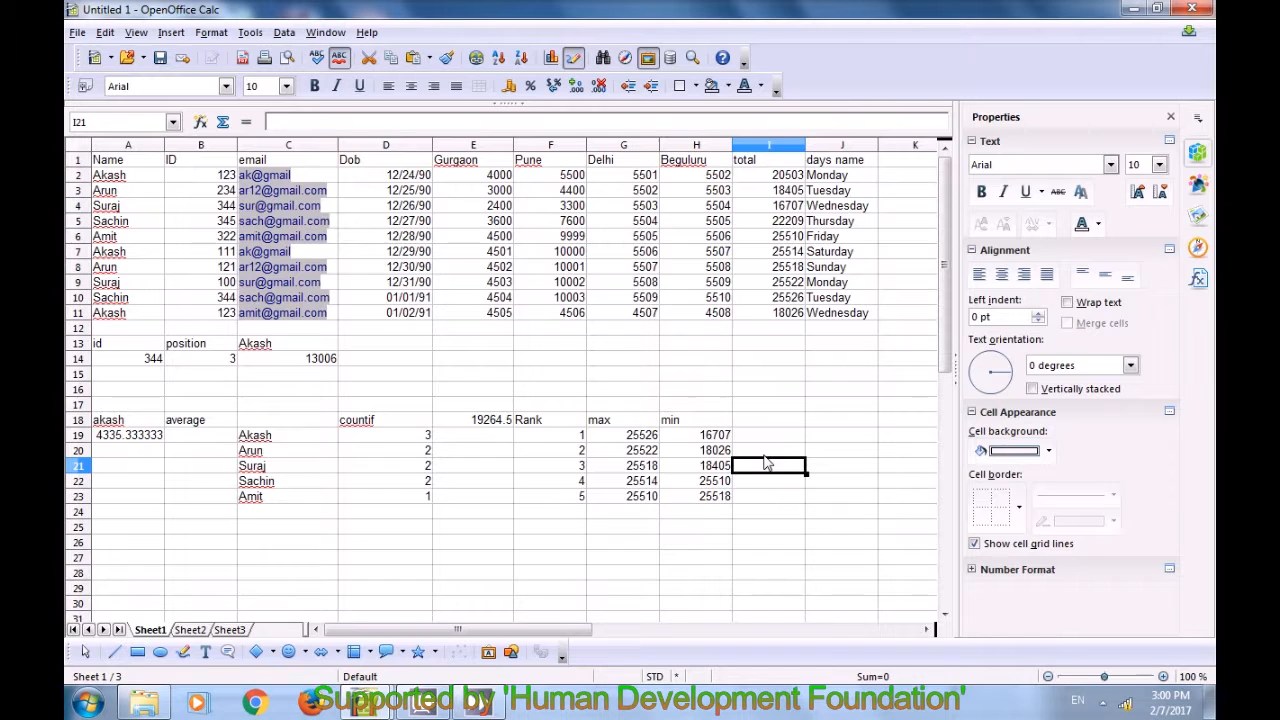 Untitled 1 - OpenOffice Calc
File Edit View Insert Format Tools Data Window Help
Arial 10
I21
A B C D E F G H I J K
1 Name ID email Dob Gurgaon Pune Delhi Beguluru total days name
2 Akash 123 ak@gmail 12/24/90 4000 5500 5501 5502 20503 Monday
3 Arun 234 ar12@gmail.com 12/25/90 3000 4400 5502 5503 18405 Tuesday
4 Suraj 344 sur@gmail.com 12/26/90 2400 3300 5503 5504 16707 Wednesday
5 Sachin 345 sach@gmail.com 12/27/90 3600 7600 5504 5505 22209 Thursday
6 Amit 322 amit@gmail.com 12/28/90 4500 9999 5505 5506 25510 Friday
7 Akash 111 ak@gmail 12/29/90 4501 10000 5506 5507 25514 Saturday
8 Arun 121 ar12@gmail.com 12/30/90 4502 10001 5507 5508 25518 Sunday
9 Suraj 100 sur@gmail.com 12/31/90 4503 10002 5508 5509 25522 Monday
10 Sachin 344 sach@gmail.com 01/01/91 4504 10003 5509 5510 25526 Tuesday
11 Akash 123 amit@gmail.com 01/02/91 4505 4506 4507 4508 18026 Wednesday
12
13 id position Akash
14 344 3 13006
15
16
17
18 akash average countif 19264.5 Rank max min
19 4335.333333 Akash 3 1 25526 16707
20 Arun 2 2 25522 18026
21 Suraj 2 3 25518 18405
22 Sachin 2 4 25514 25510
23 Amit 1 5 25510 25518
24
25
26
27
28
29
30
31
Sheet1 Sheet2 Sheet3
Properties
Text
Arial 10
Alignment
Left indent:
0 pt
Wrap text
Merge cells
Text orientation:
0 degrees
Vertically stacked
Cell Appearance
Cell background:
Cell border:
Show cell grid lines
Number Format
Sheet 1 / 3 Default STD * Sum=0 100 %
EN
3:00 PM
2/7/2017
Supported by 'Human Development Foundation'